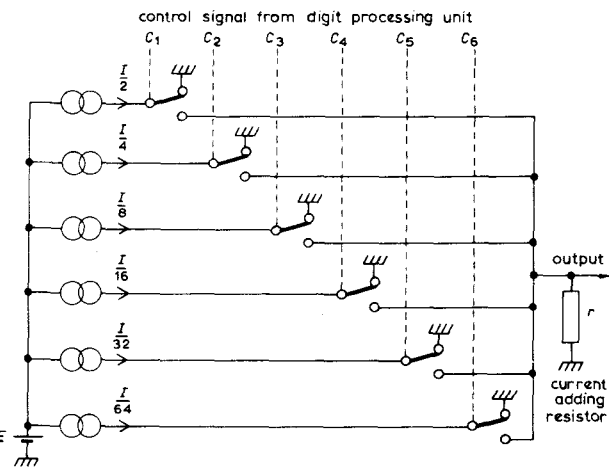 control signal from digit processing unit
C1 C2 C3 C4 C5 C6
I/2
I/4
I/8
I/16
I/32
I/64
output
r
current
adding
resistor
E